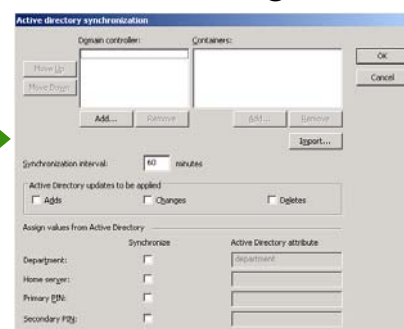 Active directory synchronization
Domain controller: Containers:
OK
Move Up
Cancel
Move Down
Add... Remove Add... Remove
Import...
Synchronization interval: 60 minutes
Active Directory updates to be applied
Adds Changes Deletes
Assign values from Active Directory
Synchronize Active Directory attribute
Department: department
Home server:
Primary PIN:
Secondary PIN: